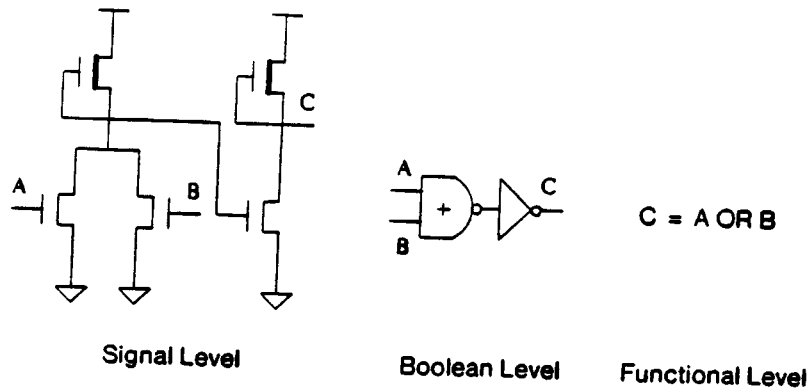 C
A
B
A
C
+
B
C = A OR B
Signal Level
Boolean Level
Functional Level